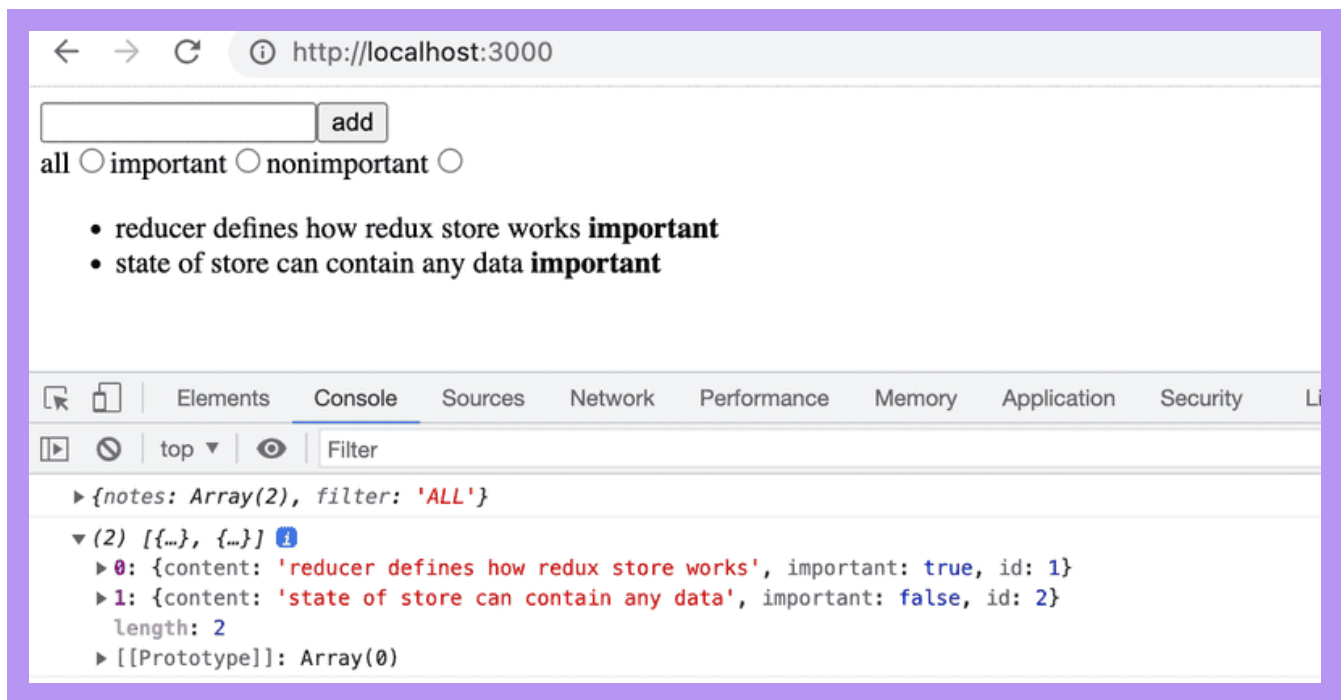 http://localhost:3000
add
all important nonimportant
• reducer defines how redux store works important
• state of store can contain any data important
Elements Console Sources Network Performance Memory Application Security Li
top ▼ Filter
▶ {notes: Array(2), filter: 'ALL'}
▼ (2) [{…}, {…}] i
▶ 0: {content: 'reducer defines how redux store works', important: true, id: 1}
▶ 1: {content: 'state of store can contain any data', important: false, id: 2}
length: 2
▶ [[Prototype]]: Array(0)